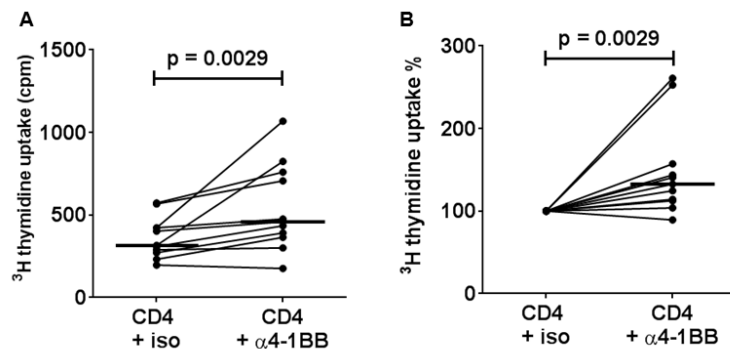 A
p = 0.0029
³H thymidine uptake (cpm)
1500
1000
500
0
CD4
+ iso
CD4
+ α4-1BB
B
p = 0.0029
³H thymidine uptake %
300
200
100
0
CD4
+ iso
CD4
+ α4-1BB